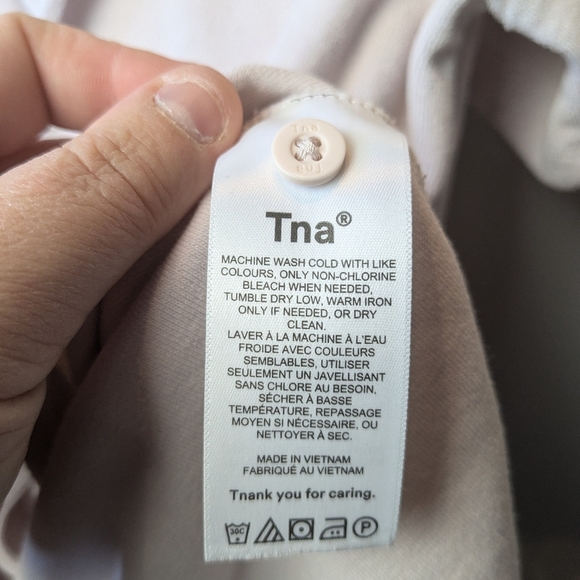 Tna
Tna®
MACHINE WASH COLD WITH LIKE
COLOURS, ONLY NON-CHLORINE
BLEACH WHEN NEEDED,
TUMBLE DRY LOW, WARM IRON
ONLY IF NEEDED, OR DRY
CLEAN.
LAVER À LA MACHINE À L'EAU
FROIDE AVEC COULEURS
SEMBLABLES, UTILISER
SEULEMENT UN JAVELLISANT
SANS CHLORE AU BESOIN,
SÉCHER À BASSE
TEMPÉRATURE, REPASSAGE
MOYEN SI NÉCESSAIRE, OU
NETTOYER À SEC.
MADE IN VIETNAM
FABRIQUÉ AU VIETNAM
Tnank you for caring.
30C P